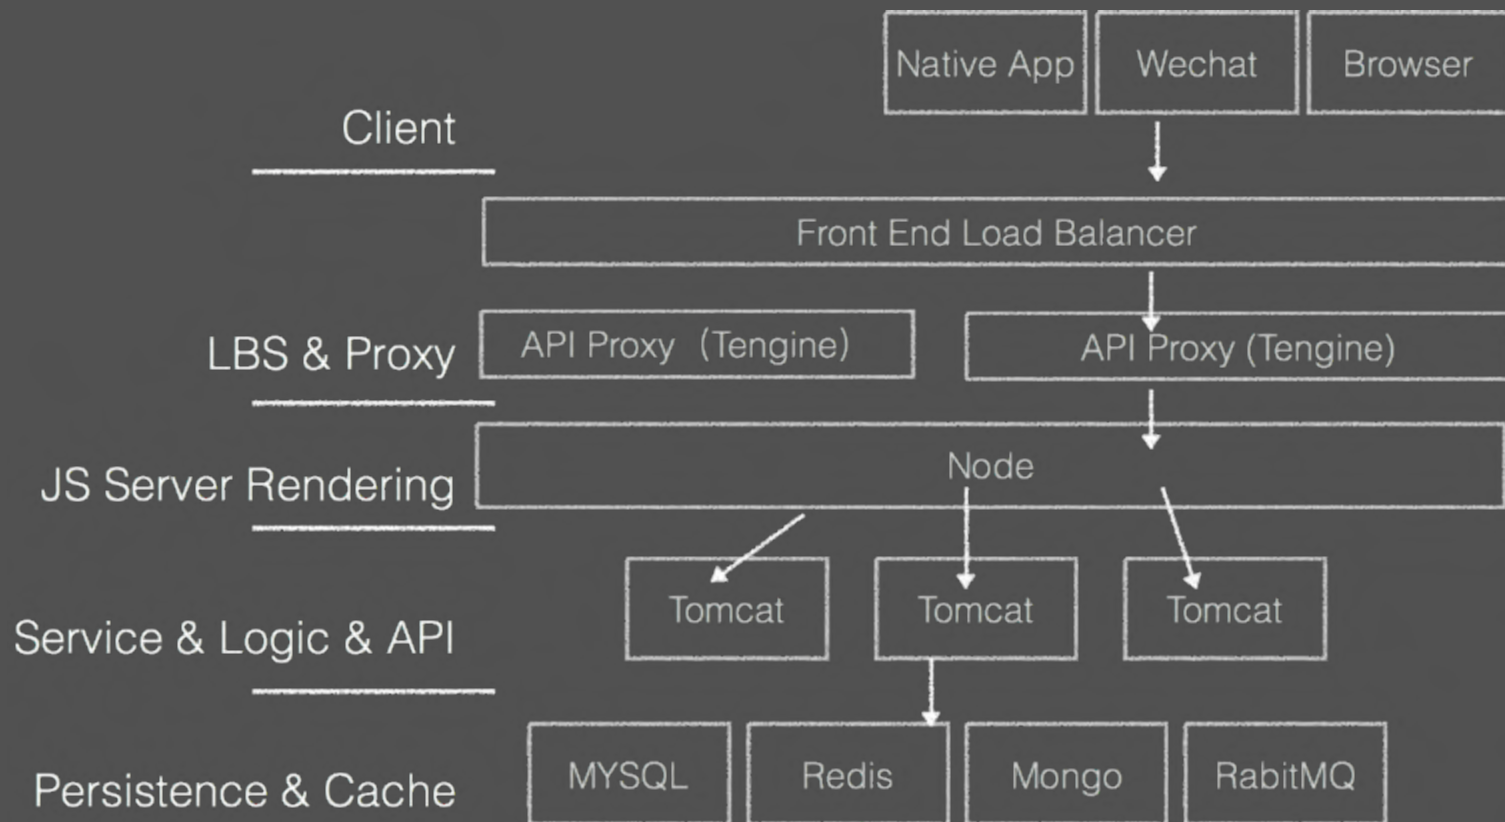 Native App
Wechat
Browser
Client
Front End Load Balancer
LBS & Proxy
API Proxy (Tengine)
API Proxy (Tengine)
JS Server Rendering
Node
Service & Logic & API
Tomcat
Tomcat
Tomcat
Persistence & Cache
MYSQL
Redis
Mongo
RabitMQ